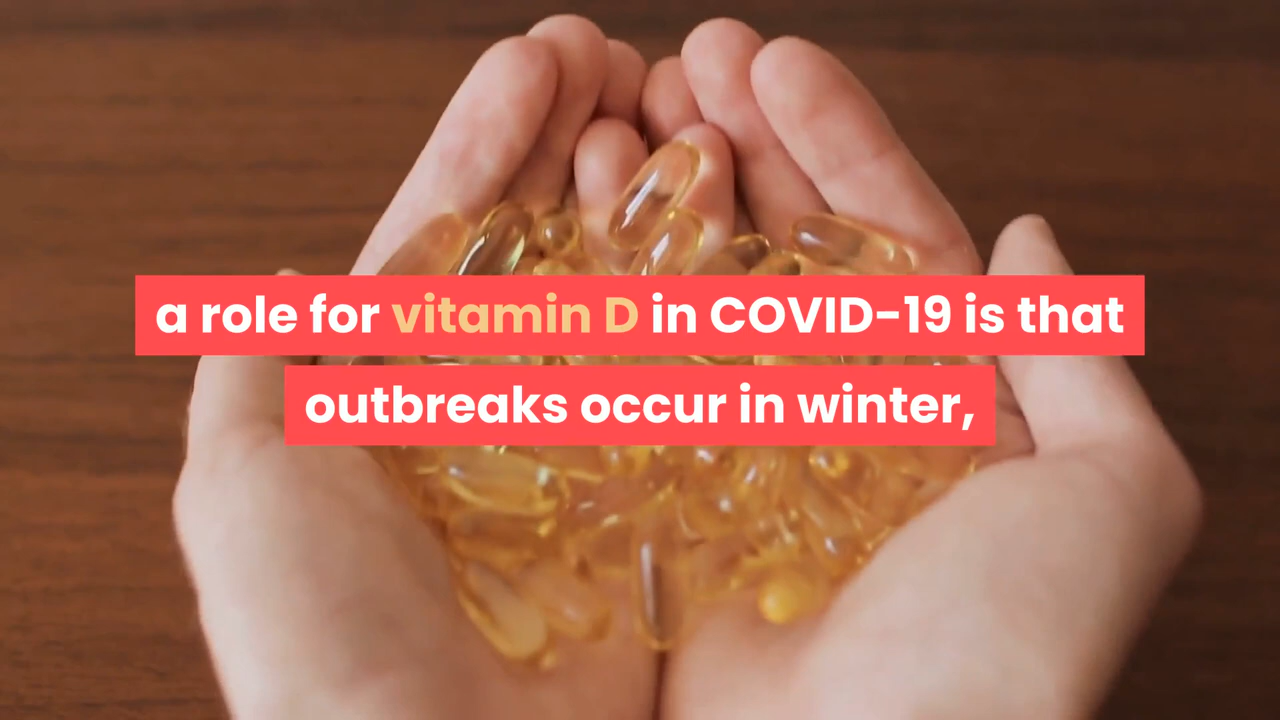 a role for vitamin D in COVID-19 is that
outbreaks occur in winter,